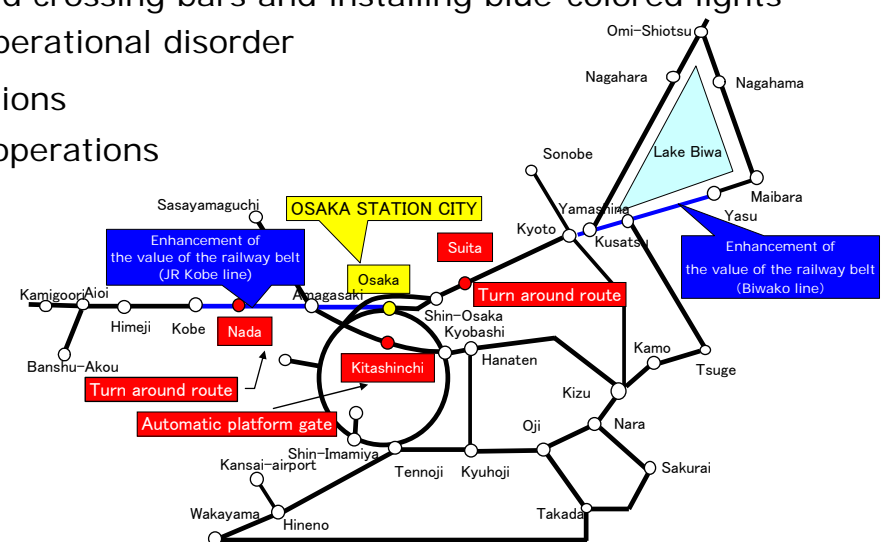 d crossing bars and installing blue-colored lights
perational disorder
ions
operations
Omi-Shiotsu
Nagahara
Nagahama
Sonobe
Lake Biwa
Maibara
Sasayamaguchi
OSAKA STATION CITY
Yamashina
Yasu
Kyoto
Kusatsu
Suita
Enhancement of
the value of the railway belt
(JR Kobe line)
Enhancement of
the value of the railway belt
(Biwako line)
Osaka
Turn around route
Kamigoori
Aioi
Amagasaki
Shin-Osaka
Himeji
Kobe
Nada
Kyobashi
Hanaten
Kamo
Tsuge
Banshu-Akou
Kitashinchi
Turn around route
Kizu
Automatic platform gate
Oji
Nara
Shin-Imamiya
Kansai-airport
Tennoji
Kyuhoji
Sakurai
Wakayama
Hineno
Takada